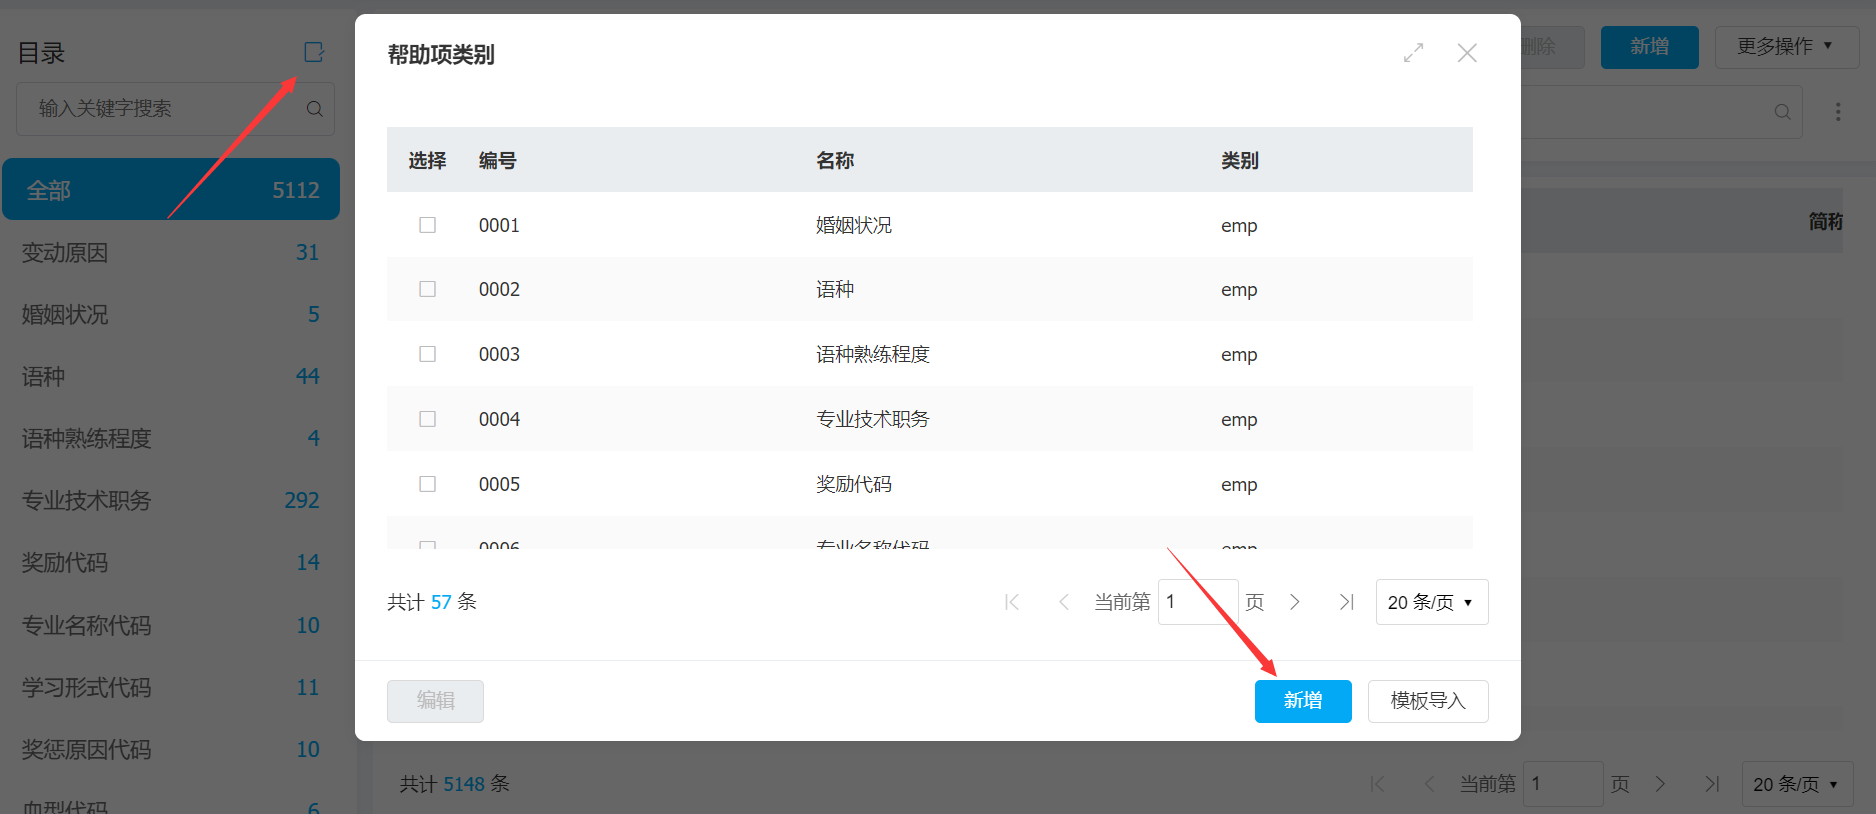 目录
输入关键字搜索
全部 5112
变动原因 31
婚姻状况 5
语种 44
语种熟练程度 4
专业技术职务 292
奖励代码 14
专业名称代码 10
学习形式代码 11
奖惩原因代码 10
血型代码 6
帮助项类别
选择 编号 名称 类别
0001 婚姻状况 emp
0002 语种 emp
0003 语种熟练程度 emp
0004 专业技术职务 emp
0005 奖励代码 emp
0006 专业名称代码 emp
共计 57 条 当前第 1 页 20 条/页
编辑 新增 模板导入
删除 新增 更多操作
简称
共计 5148 条 当前第 1 页 20 条/页